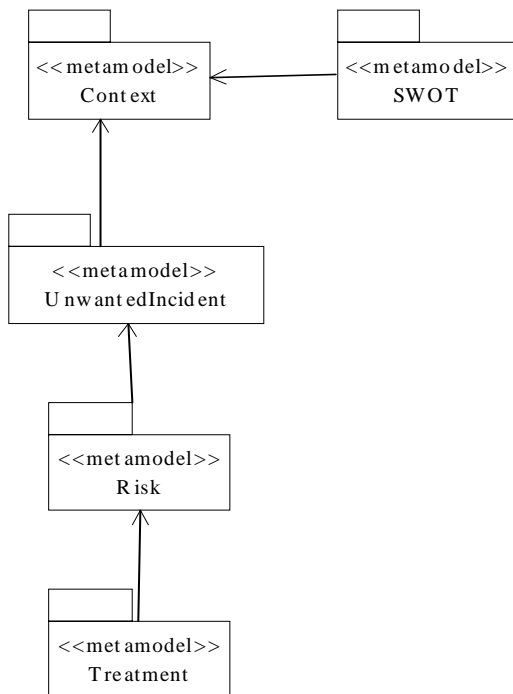 <<metamodel>>
Context
<<metamodel>>
SWOT
<<metamodel>>
UnwantedIncident
<<metamodel>>
Risk
<<metamodel>>
Treatment